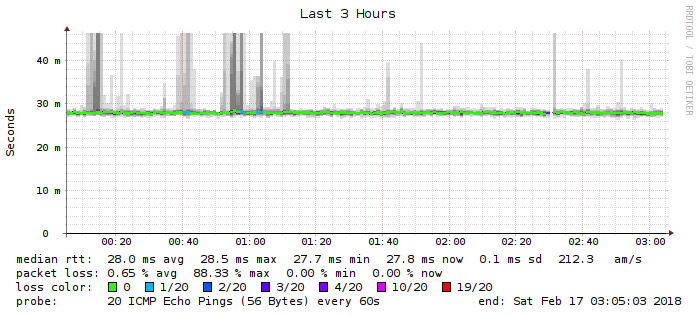 Last 3 Hours
RRDTOOL / TOBI OETIKER
Seconds
40 m
30 m
20 m
10 m
0
00:20 00:40 01:00 01:20 01:40 02:00 02:20 02:40 03:00
median rtt: 28.0 ms avg 28.5 ms max 27.7 ms min 27.8 ms now 0.1 ms sd 212.3 am/s
packet loss: 0.65 % avg 88.33 % max 0.00 % min 0.00 % now
loss color: 0 1/20 2/20 3/20 4/20 10/20 19/20
probe: 20 ICMP Echo Pings (56 Bytes) every 60s end: Sat Feb 17 03:05:03 2018